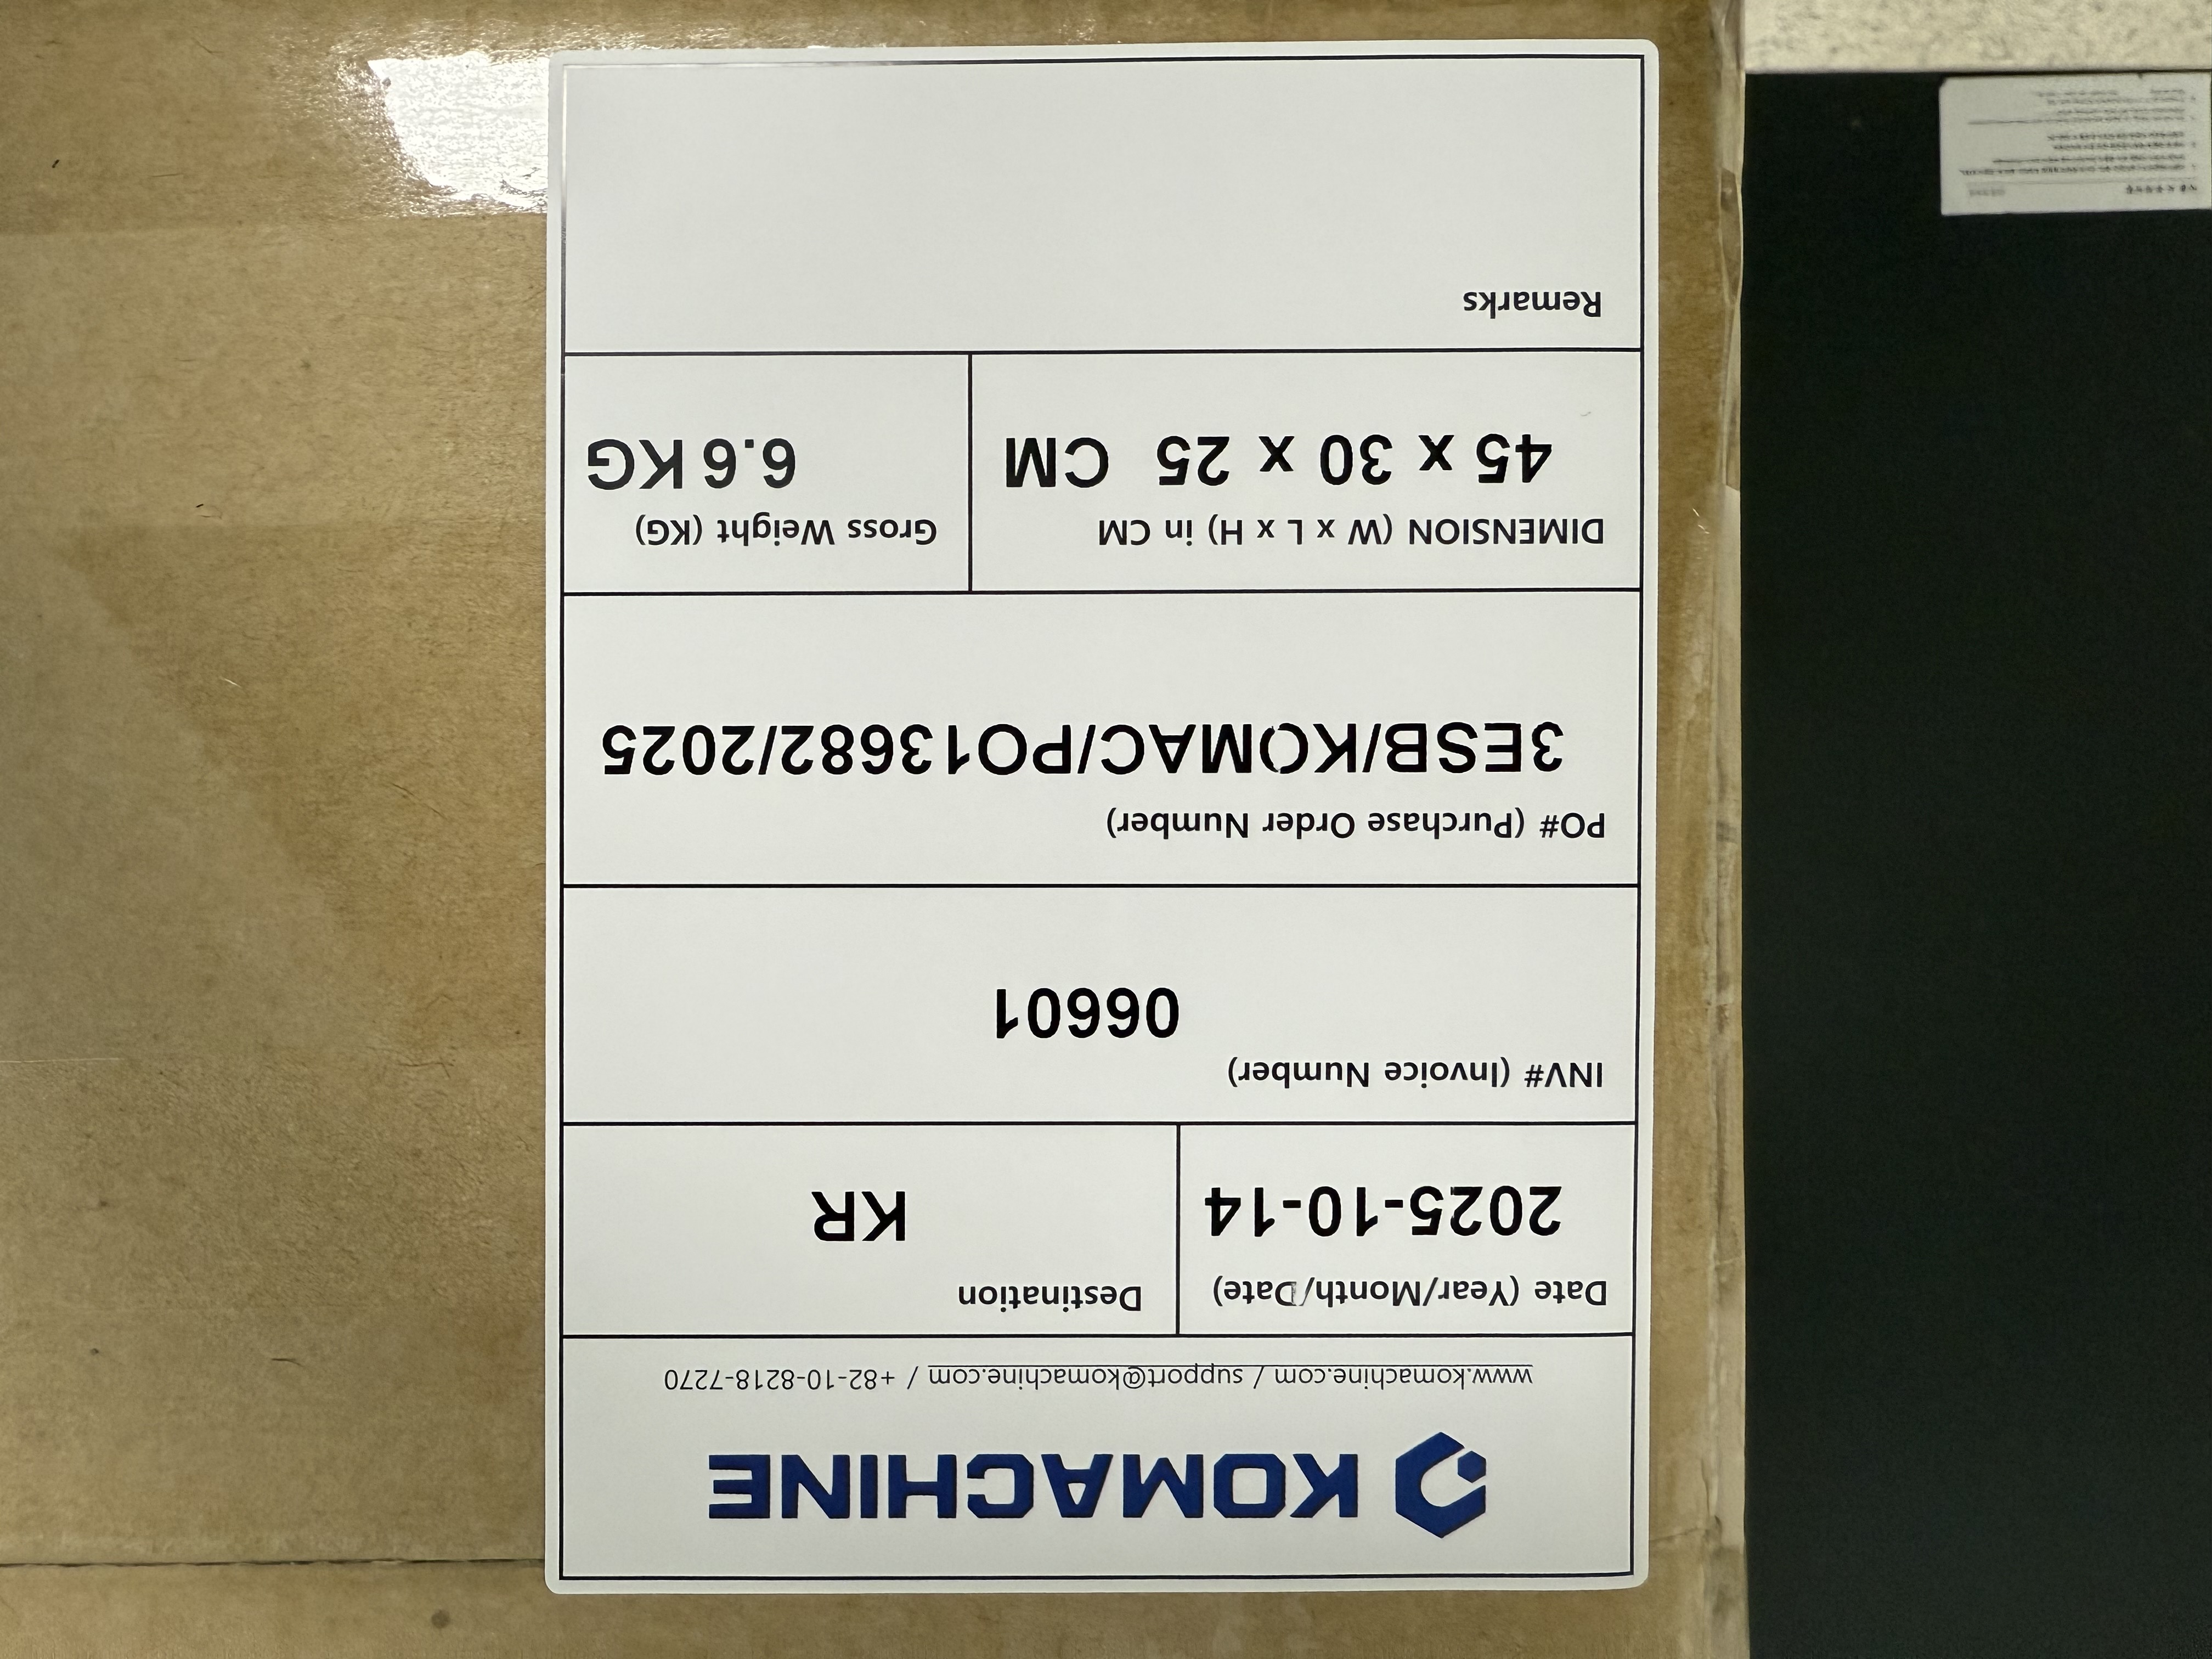 KOMACHINE
www.komachine.com / support@komachine.com / +82-10-8218-7270
Date (Year/Month/Date)
2025-10-14
Destination
KR
INV# (Invoice Number)
06601
PO# (Purchase Order Number)
3ESB/KOMAC/PO13682/2025
DIMENSION (W x L x H) in CM
45 x 30 x 25 CM
Gross Weight (KG)
6.6 KG
Remarks